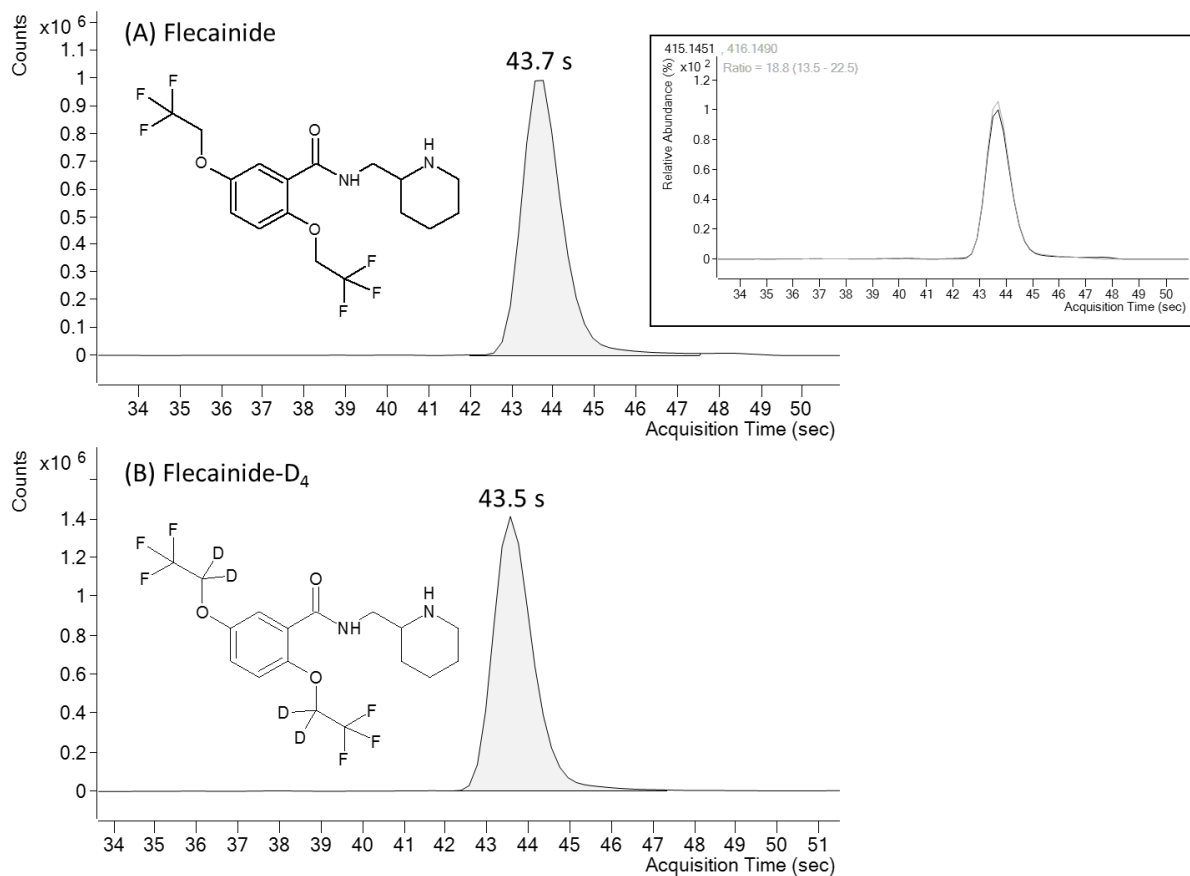 (A) Flecainide
Counts
x10 6
1.1
1
0.9
0.8
0.7
0.6
0.5
0.4
0.3
0.2
0.1
0
43.7 s
F
F
F
O
O
NH
H
N
O
F
F
F
34 35 36 37 38 39 40 41 42 43 44 45 46 47 48 49 50
Acquisition Time (sec)
415.1451 , 416.1490
x10 2 Ratio = 18.8 (13.5 - 22.5)
Relative Abundance (%)
1.2
1
0.8
0.6
0.4
0.2
0
34 35 36 37 38 39 40 41 42 43 44 45 46 47 48 49 50
Acquisition Time (sec)
(B) Flecainide-D4
Counts
x10 6
1.4
1.2
1
0.8
0.6
0.4
0.2
0
43.5 s
F
F
F
D
D
O
O
NH
H
N
O
D
D
F
F
F
34 35 36 37 38 39 40 41 42 43 44 45 46 47 48 49 50 51
Acquisition Time (sec)